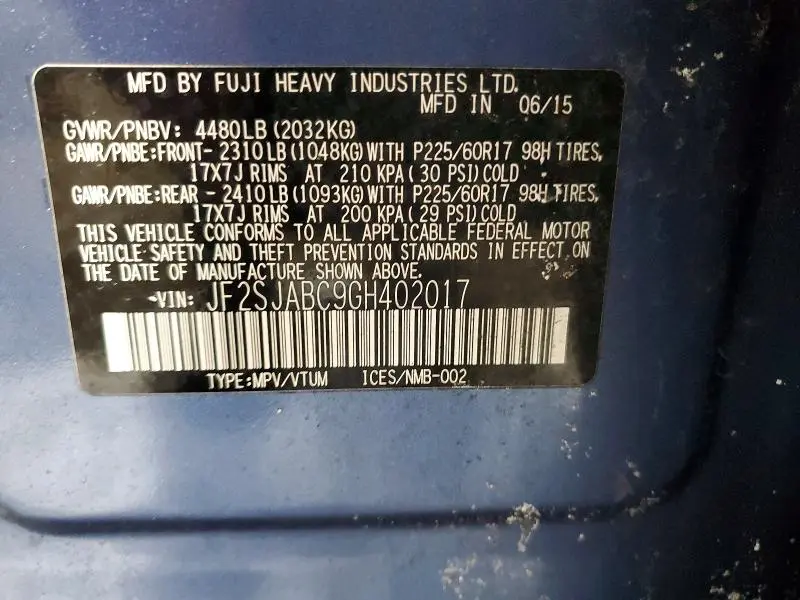 MFD BY FUJI HEAVY INDUSTRIES LTD.
MFD IN 06/15
GVWR/PNBV: 4480LB(2032KG)
GAWR/PNBE:FRONT- 2310LB(1048KG)WITH P225/60R17 98H TIRES,
17X7J RIMS AT 210 KPA(30 PSI)COLD
GAWR/PNBE:REAR - 2410LB(1093KG)WITH P225/60R17 98H TIRES,
17X7J RIMS AT 200 KPA(29 PSI)COLD
THIS VEHICLE CONFORMS TO ALL APPLICABLE FEDERAL MOTOR
VEHICLE SAFETY AND THEFT PREVENTION STANDARDS IN EFFECT ON
THE DATE OF MANUFACTURE SHOWN ABOVE.
-VIN: JF2SJABC9GH402017
TYPE:MPV/VTUM ICES/NMB-002